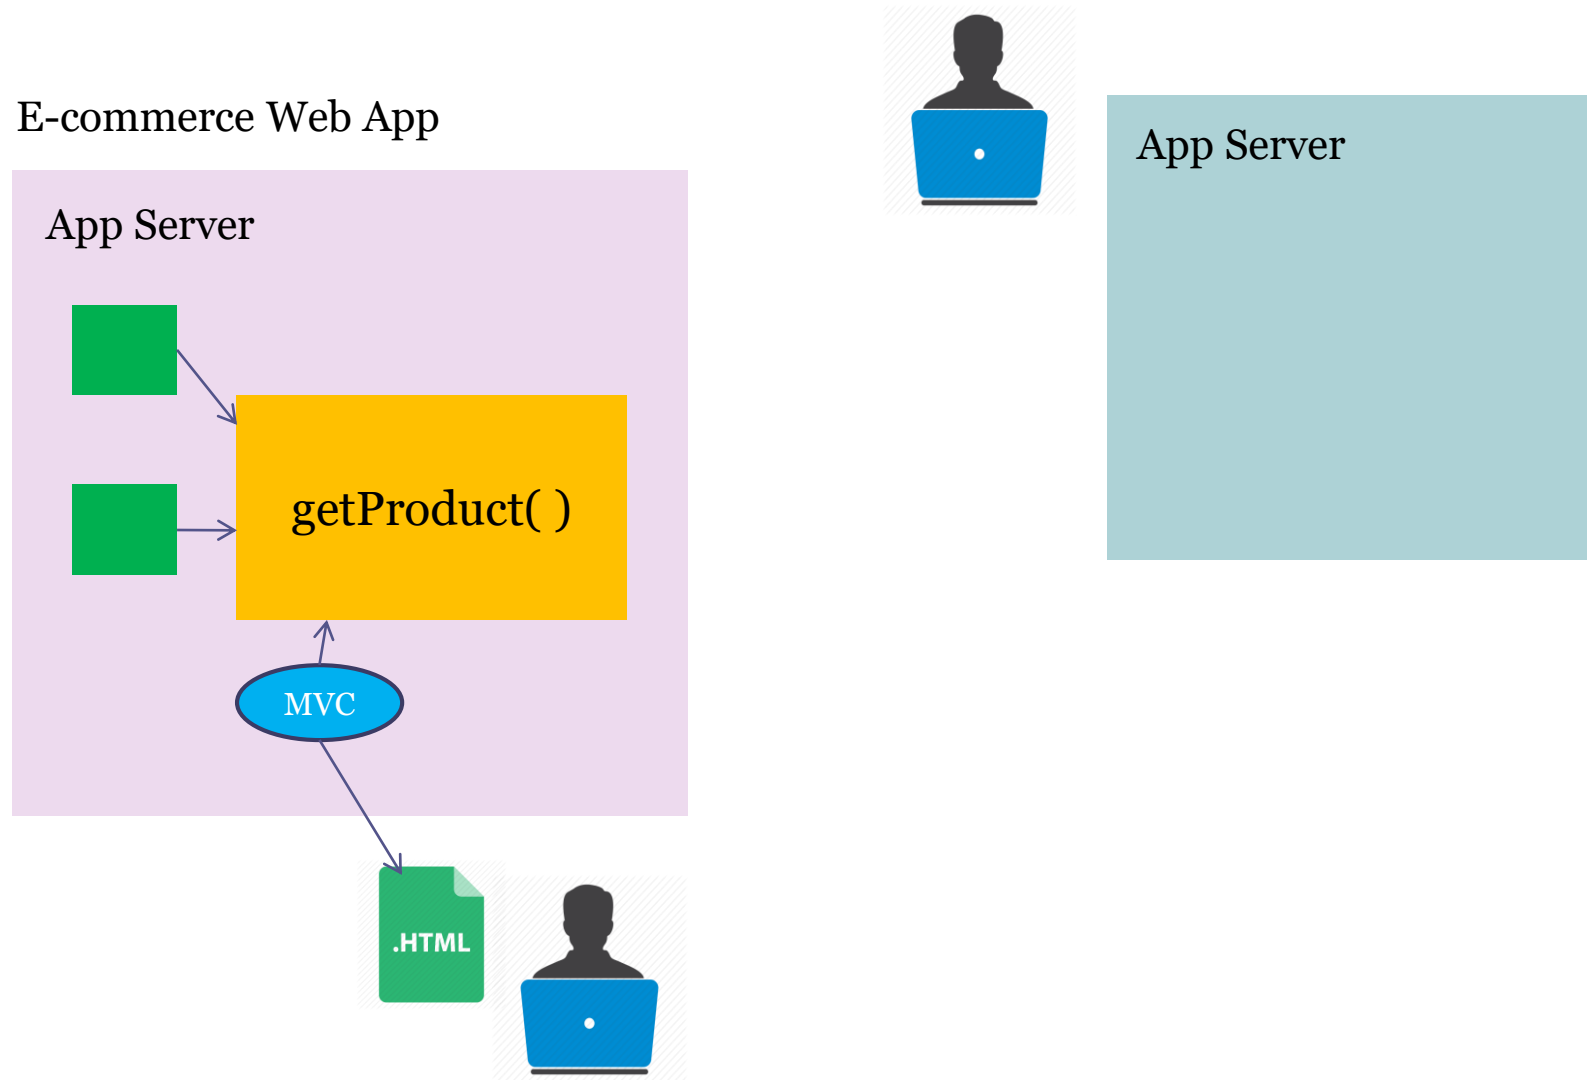 E-commerce Web App
App Server
getProduct( )
MVC
.HTML
App Server